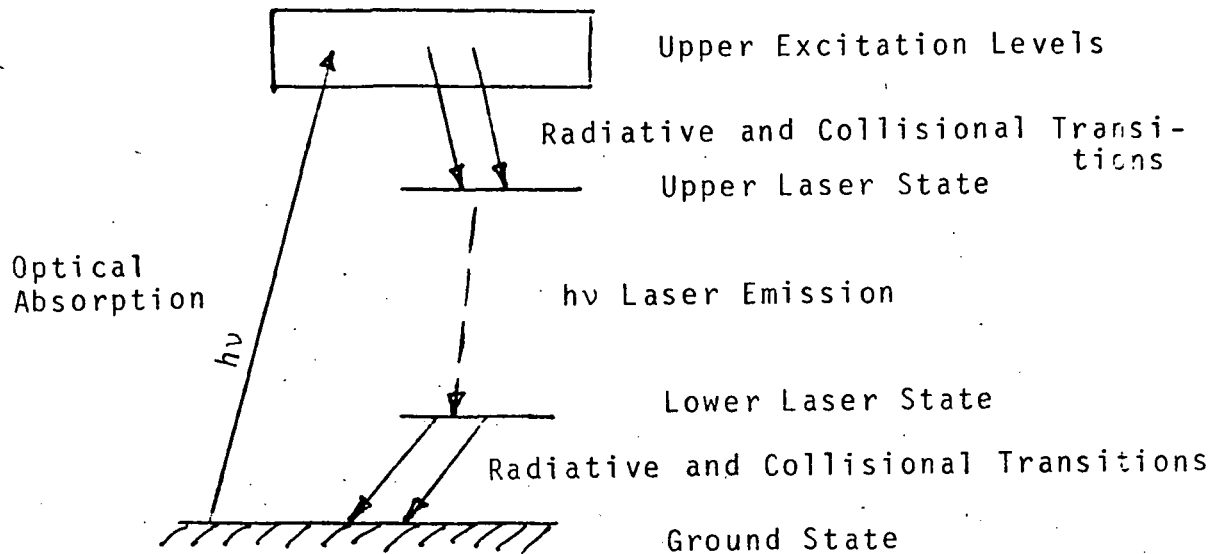 Upper Excitation Levels
Radiative and Collisional Transi-
tions
Upper Laser State
Optical
Absorption
hν Laser Emission
hν
Lower Laser State
Radiative and Collisional Transitions
Ground State